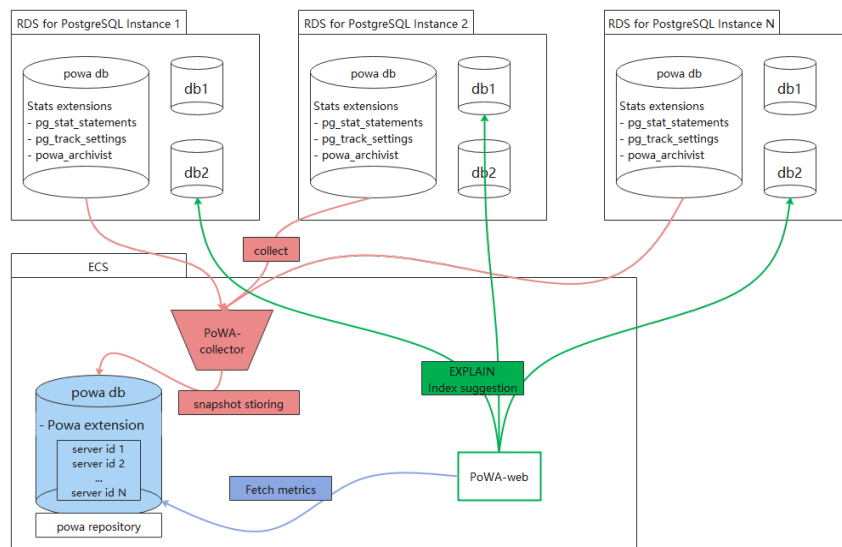 RDS for PostgreSQL Instance 1
powa db
Stats extensions
- pg_stat_statements
- pg_track_settings
- powa_archivist
db1
db2
RDS for PostgreSQL Instance 2
powa db
Stats extensions
- pg_stat_statements
- pg_track_settings
- powa_archivist
db1
db2
RDS for PostgreSQL Instance N
powa db
Stats extensions
- pg_stat_statements
- pg_track_settings
- powa_archivist
db1
db2
collect
ECS
PoWA-
collector
snapshot stioring
EXPLAIN
Index suggestion
powa db
- Powa extension
server id 1
server id 2
...
server id N
powa repository
Fetch metrics
PoWA-web